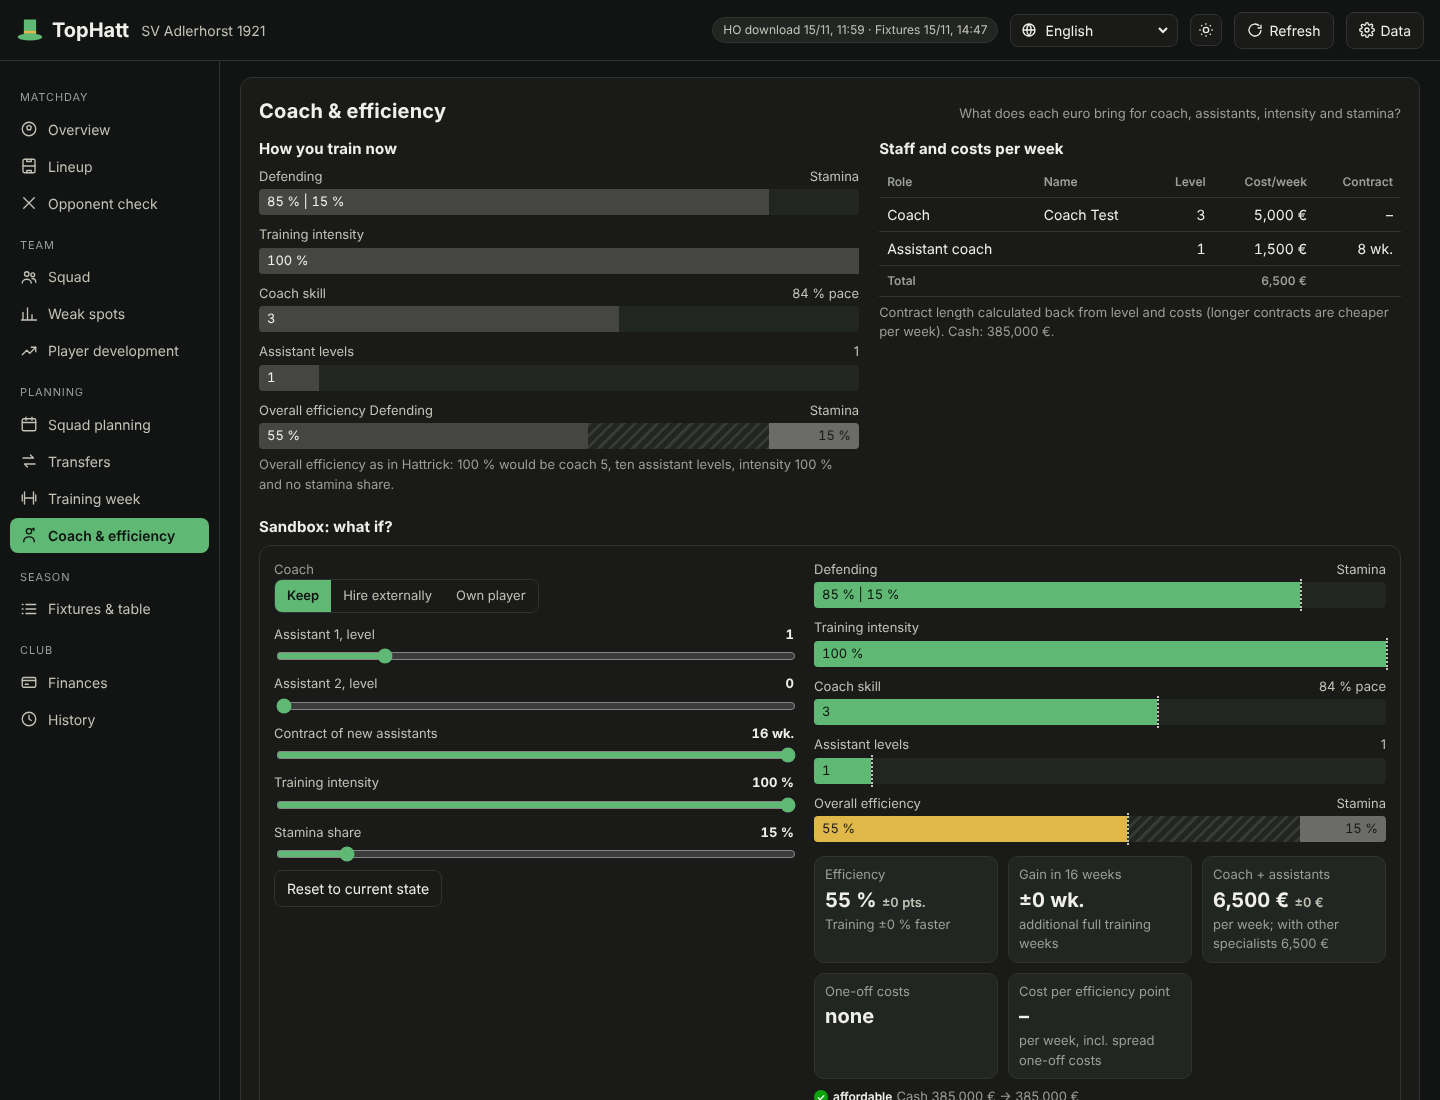 TopHatt
SV Adlerhorst 1921
HO download 15/11, 11:59 · Fixtures 15/11, 14:47
English
Refresh
Data
MATCHDAY
Overview
Lineup
Opponent check
TEAM
Squad
Weak spots
Player development
PLANNING
Squad planning
Transfers
Training week
Coach & efficiency
SEASON
Fixtures & table
CLUB
Finances
History
Coach & efficiency
What does each euro bring for coach, assistants, intensity and stamina?
How you train now
Defending Stamina
85 % | 15 %
Training intensity
100 %
Coach skill 84 % pace
3
Assistant levels 1
1
Overall efficiency Defending Stamina
55 % 15 %
Overall efficiency as in Hattrick: 100 % would be coach 5, ten assistant levels, intensity 100 %
and no stamina share.
Staff and costs per week
Role Name Level Cost/week Contract
Coach Coach Test 3 5,000 € –
Assistant coach 1 1,500 € 8 wk.
Total 6,500 €
Contract length calculated back from level and costs (longer contracts are cheaper
per week). Cash: 385,000 €.
Sandbox: what if?
Coach
Keep Hire externally Own player
Assistant 1, level 1
Assistant 2, level 0
Contract of new assistants 16 wk.
Training intensity 100 %
Stamina share 15 %
Reset to current state
Defending Stamina
85 % | 15 %
Training intensity
100 %
Coach skill 84 % pace
3
Assistant levels 1
1
Overall efficiency Stamina
55 % 15 %
Efficiency
55 % ±0 pts.
Training ±0 % faster
Gain in 16 weeks
±0 wk.
additional full training
weeks
Coach + assistants
6,500 € ±0 €
per week; with other
specialists 6,500 €
One-off costs
none
Cost per efficiency point
–
per week, incl. spread
one-off costs
affordable Cash 385,000 € → 385,000 €